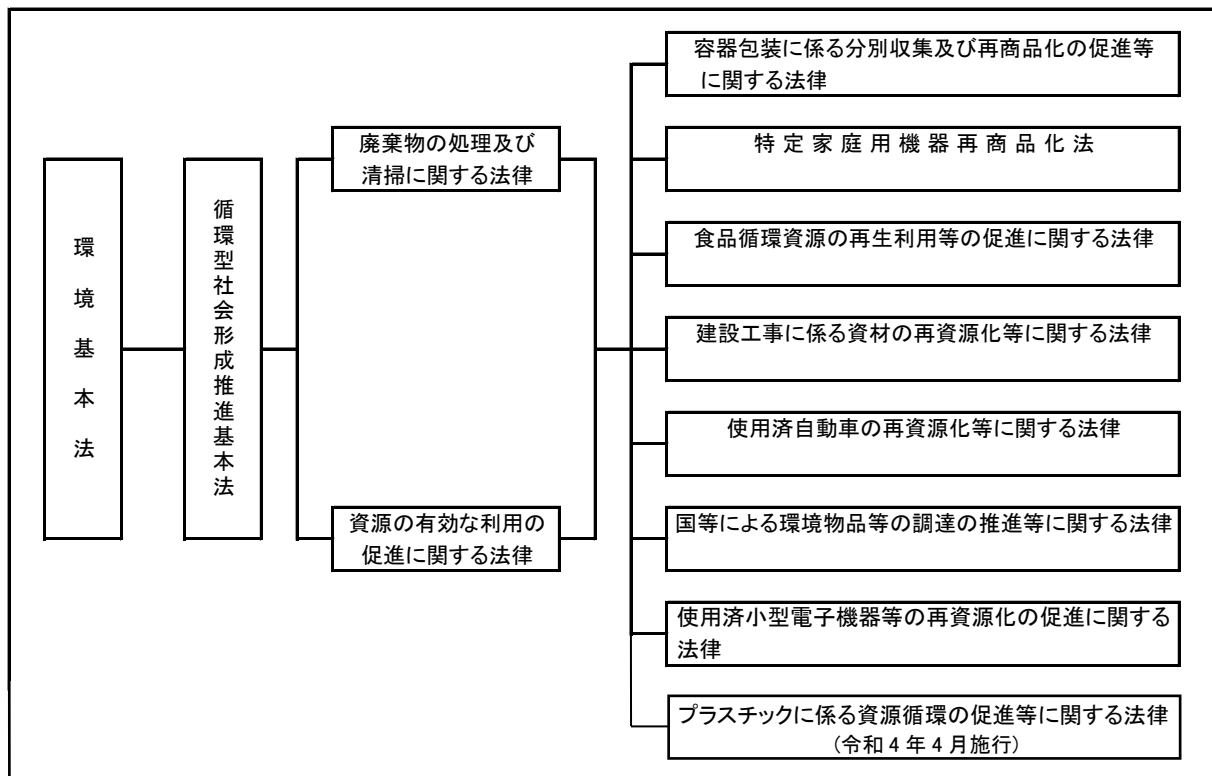 環境基本法
循環型社会形成推進基本法
廃棄物の処理及び
清掃に関する法律
資源の有効な利用の
促進に関する法律
容器包装に係る分別収集及び再商品化の促進等
に関する法律
特定家庭用機器再商品化法
食品循環資源の再生利用等の促進に関する法律
建設工事に係る資材の再資源化等に関する法律
使用済自動車の再資源化等に関する法律
国等による環境物品等の調達の推進等に関する法律
使用済小型電子機器等の再資源化の促進に関する
法律
プラスチックに係る資源循環の促進等に関する法律
(令和4年4月施行)